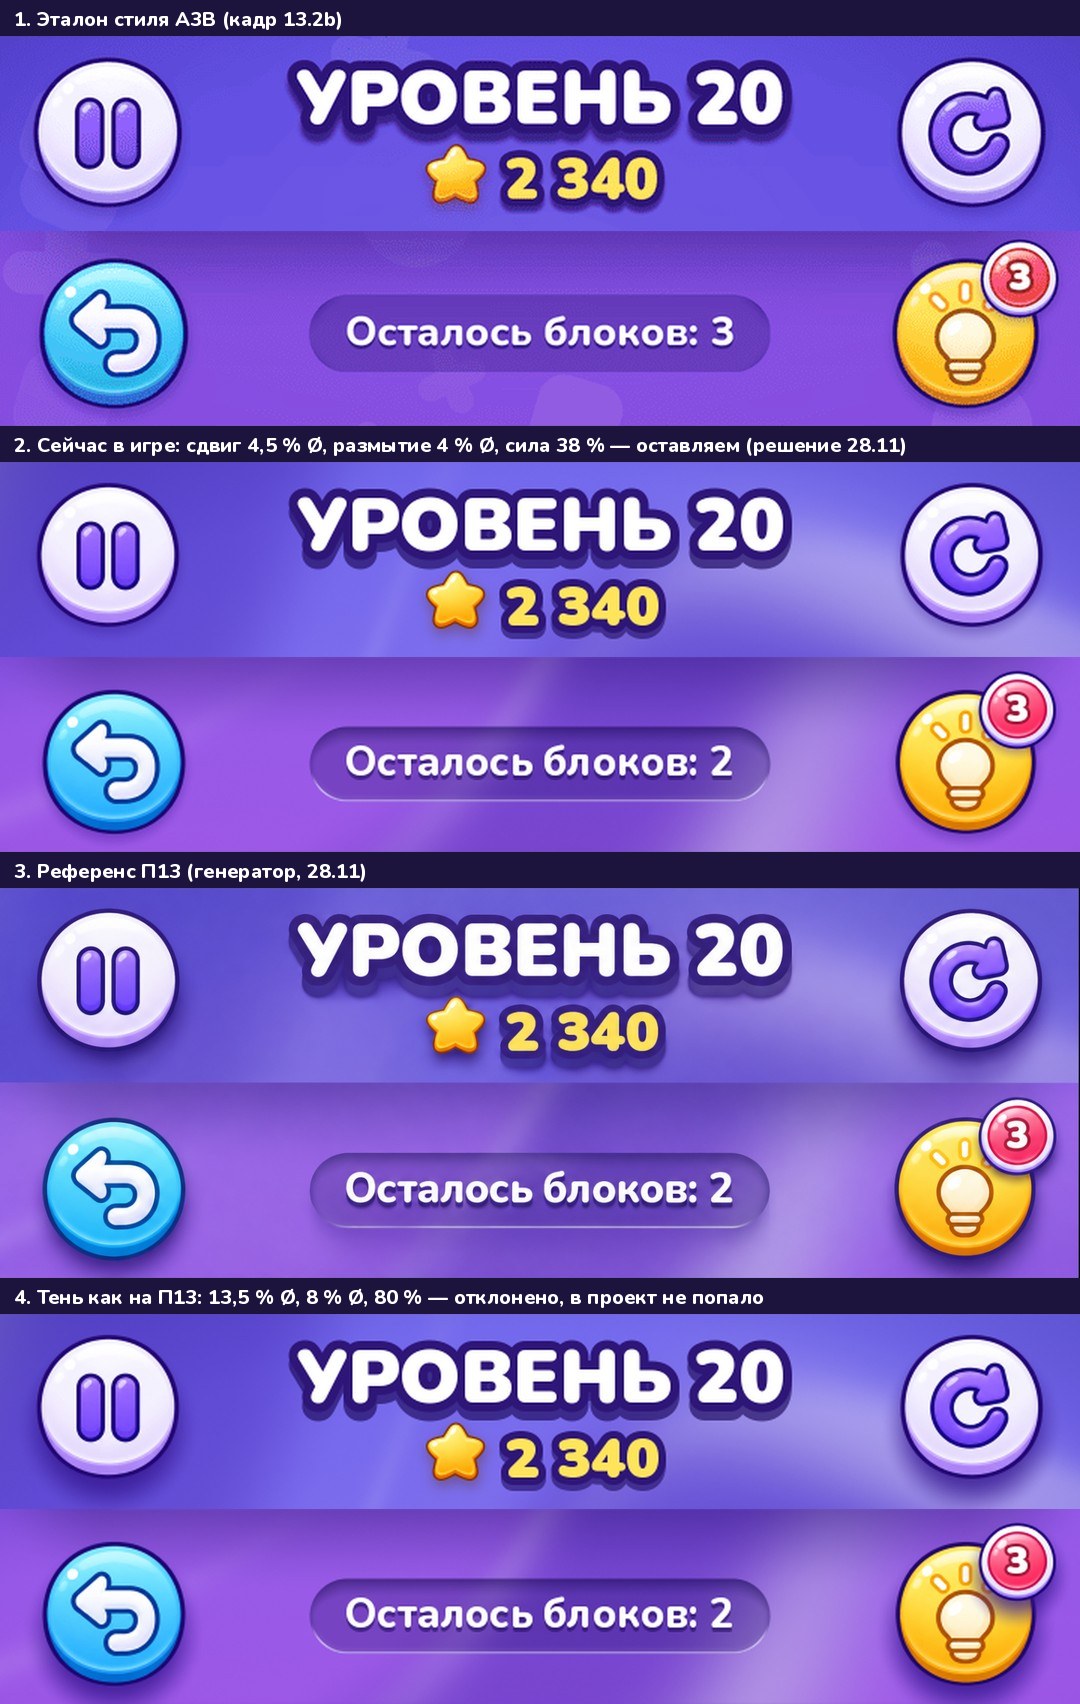 1. Эталон стиля АЗВ (кадр 13.2b)
УРОВЕНЬ 20
2 340
3
Осталось блоков: 3
2. Сейчас в игре: сдвиг 4,5 % Ø, размытие 4 % Ø, сила 38 % — оставляем (решение 28.11)
УРОВЕНЬ 20
2 340
3
Осталось блоков: 2
3. Референс П13 (генератор, 28.11)
УРОВЕНЬ 20
2 340
3
Осталось блоков: 2
4. Тень как на П13: 13,5 % Ø, 8 % Ø, 80 % — отклонено, в проект не попало
УРОВЕНЬ 20
2 340
3
Осталось блоков: 2